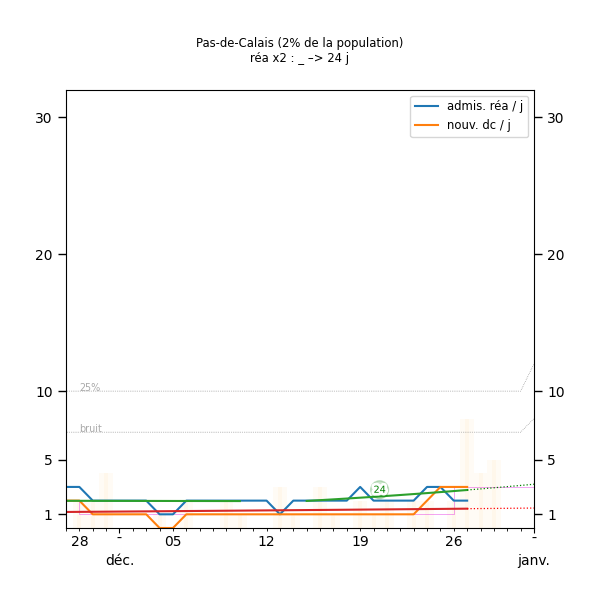 Pas-de-Calais (2% de la population)
réa x2 : _ –> 24 j
admis. réa / j
nouv. dc / j
30 30
20 20
25%
10 10
bruit
5 5
24
1 1
28 - 05 12 19 26 -
déc. janv.